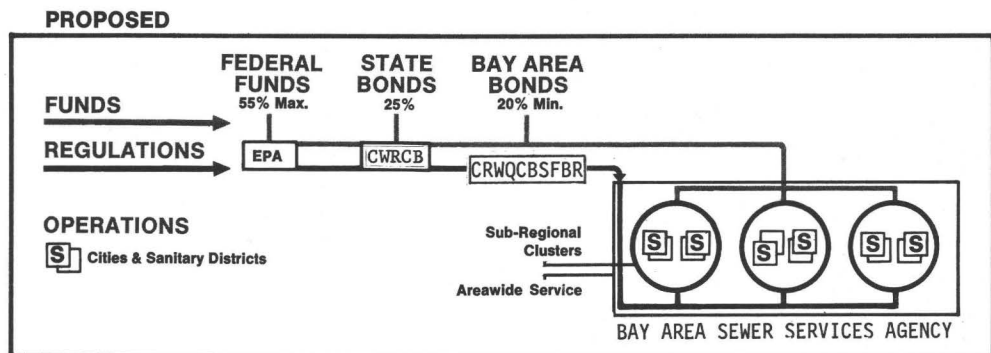 PROPOSED
FEDERAL
FUNDS
55% Max.
STATE
BONDS
25%
BAY AREA
BONDS
20% Min.
FUNDS
REGULATIONS
EPA
CWRCB
CRWQCBSFBR
OPERATIONS
S Cities & Sanitary Districts
Sub-Regional
Clusters
Areawide Service
S S S S S S
BAY AREA SEWER SERVICES AGENCY